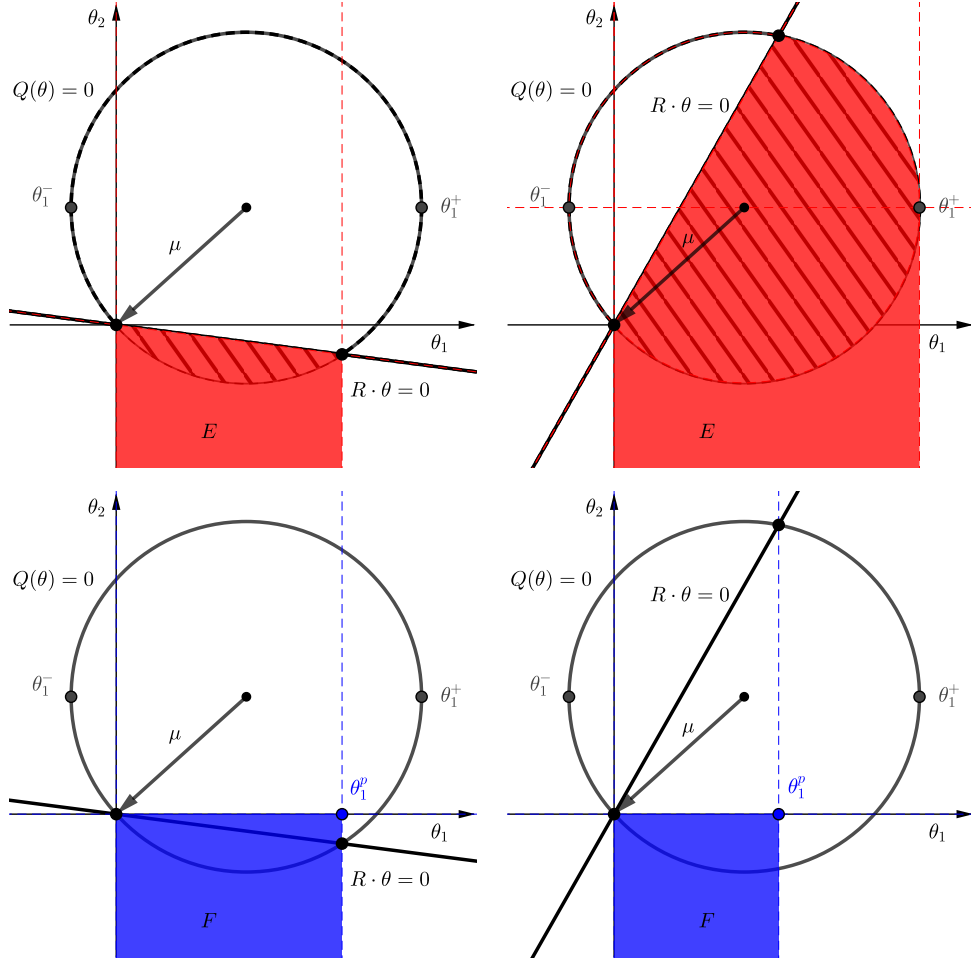 θ₂
Q(θ) = 0
θ₁⁻
θ₁⁺
μ
θ₁
R · θ = 0
E
θ₂
Q(θ) = 0
R · θ = 0
θ₁⁻
θ₁⁺
μ
θ₁
E
θ₂
Q(θ) = 0
θ₁⁻
θ₁⁺
μ
θ₁ᵖ
θ₁
R · θ = 0
F
θ₂
Q(θ) = 0
R · θ = 0
θ₁⁻
θ₁⁺
μ
θ₁ᵖ
θ₁
F